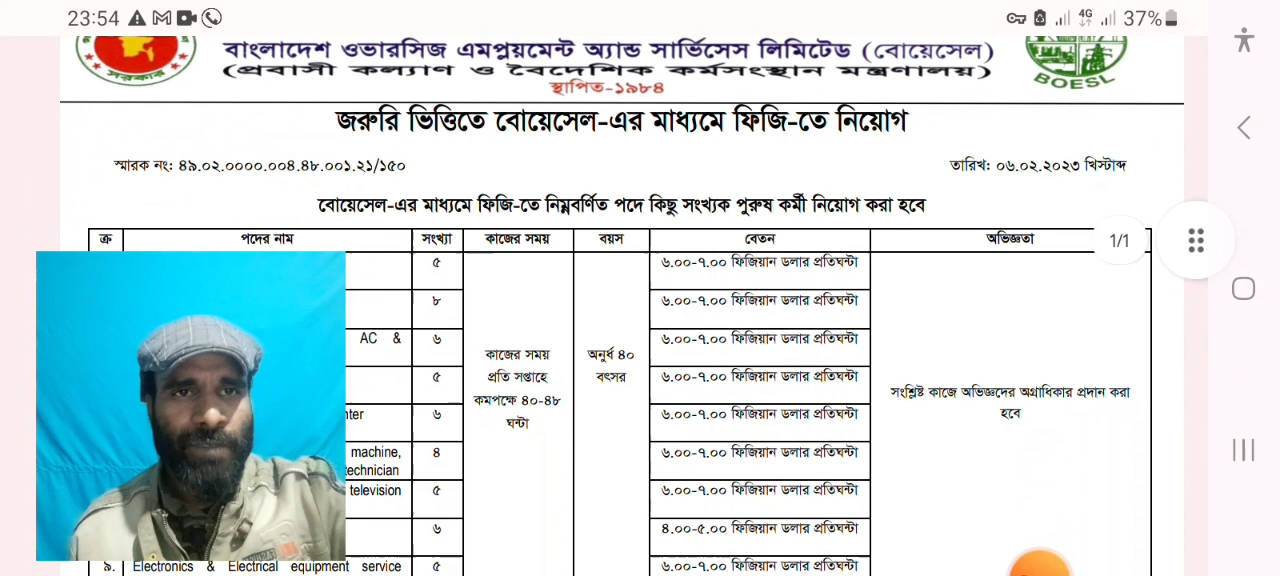 23:54
4G
37%
সরকার
বাংলাদেশ ওভারসিজ এমপ্লয়মেন্ট অ্যান্ড সার্ভিসেস লিমিটেড (বোয়েসেল)
(প্রবাসী কল্যাণ ও বৈদেশিক কর্মসংস্থান মন্ত্রণালয়)
স্থাপিত-১৯৮৪
BOESL
জরুরি ভিত্তিতে বোয়েসেল-এর মাধ্যমে ফিজি-তে নিয়োগ
স্মারক নং: ৪৯.০২.০০০০.০০৪.৪৮.০০১.২১/১৫০
তারিখ: ০৬.০২.২০২৩ খিস্টাব্দ
বোয়েসেল-এর মাধ্যমে ফিজি-তে নিম্নবর্ণিত পদে কিছু সংখ্যক পুরুষ কর্মী নিয়োগ করা হবে
ক্র পদের নাম সংখ্যা কাজের সময় বয়স বেতন অভিজ্ঞতা
1/1
৫ ৬.০০-৭.০০ ফিজিয়ান ডলার প্রতিঘন্টা
৮ ৬.০০-৭.০০ ফিজিয়ান ডলার প্রতিঘন্টা
AC & ৬ ৬.০০-৭.০০ ফিজিয়ান ডলার প্রতিঘন্টা
কাজের সময়
প্রতি সপ্তাহে
কমপক্ষে ৪০-৪৮
ঘন্টা
অনুর্ধ ৪০
বৎসর
৫ ৬.০০-৭.০০ ফিজিয়ান ডলার প্রতিঘন্টা
সংশ্লিষ্ট কাজে অভিজ্ঞদের অগ্রাধিকার প্রদান করা
হবে
nter ৬ ৬.০০-৭.০০ ফিজিয়ান ডলার প্রতিঘন্টা
machine, ৪ ৬.০০-৭.০০ ফিজিয়ান ডলার প্রতিঘন্টা
technician
television ৫ ৬.০০-৭.০০ ফিজিয়ান ডলার প্রতিঘন্টা
৬ ৪.০০-৫.০০ ফিজিয়ান ডলার প্রতিঘন্টা
৯. Electronics & Electrical equipment service ৫ ৬.০০-৭.০০ ফিজিয়ান ডলার প্রতিঘন্টা